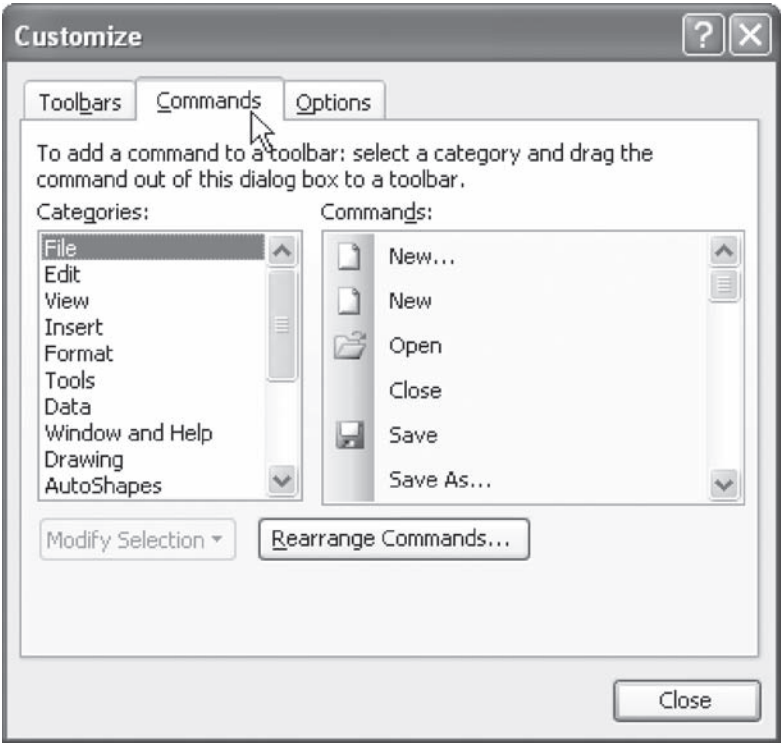 Customize
Toolbars Commands Options
To add a command to a toolbar: select a category and drag the
command out of this dialog box to a toolbar.
Categories: Commands:
File
Edit
View
Insert
Format
Tools
Data
Window and Help
Drawing
AutoShapes
New...
New
Open
Close
Save
Save As...
Modify Selection
Rearrange Commands...
Close